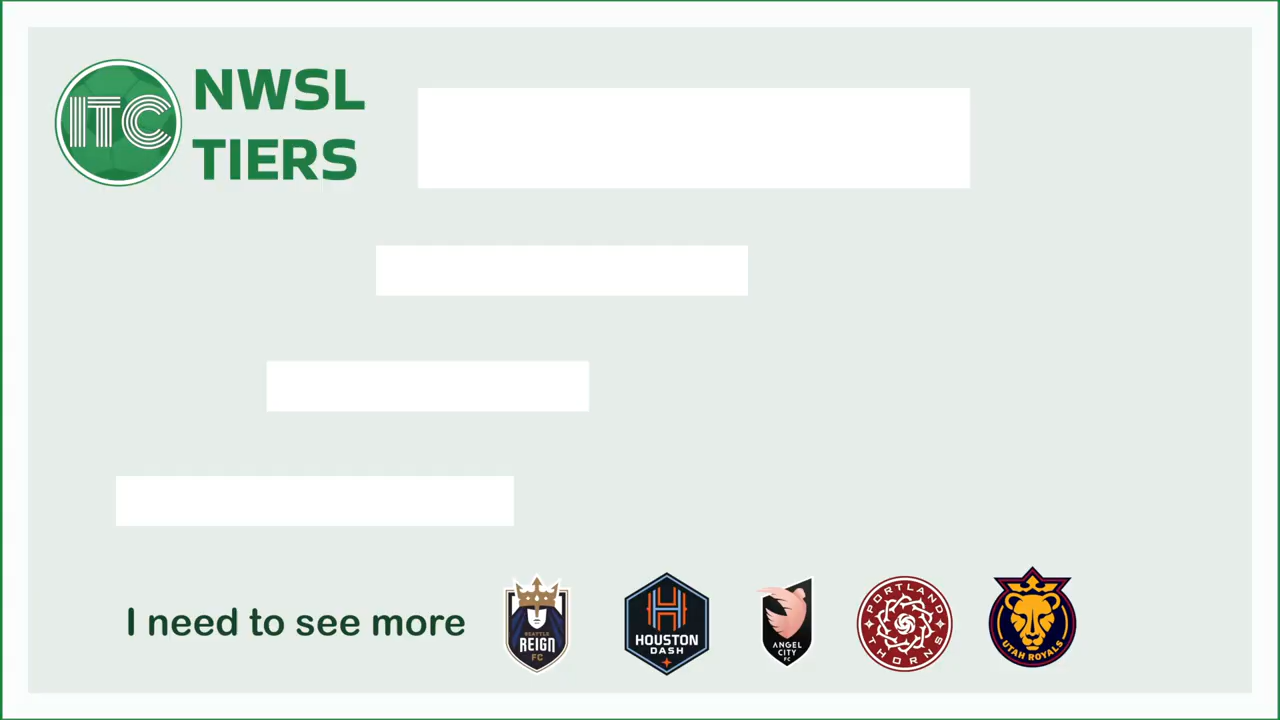 ITC
NWSL
TIERS
I need to see more
SEATTLE
REIGN
FC
HOUSTON
DASH
ANGEL
CITY
FC
PORTLAND
THORNS
UTAH ROYALS